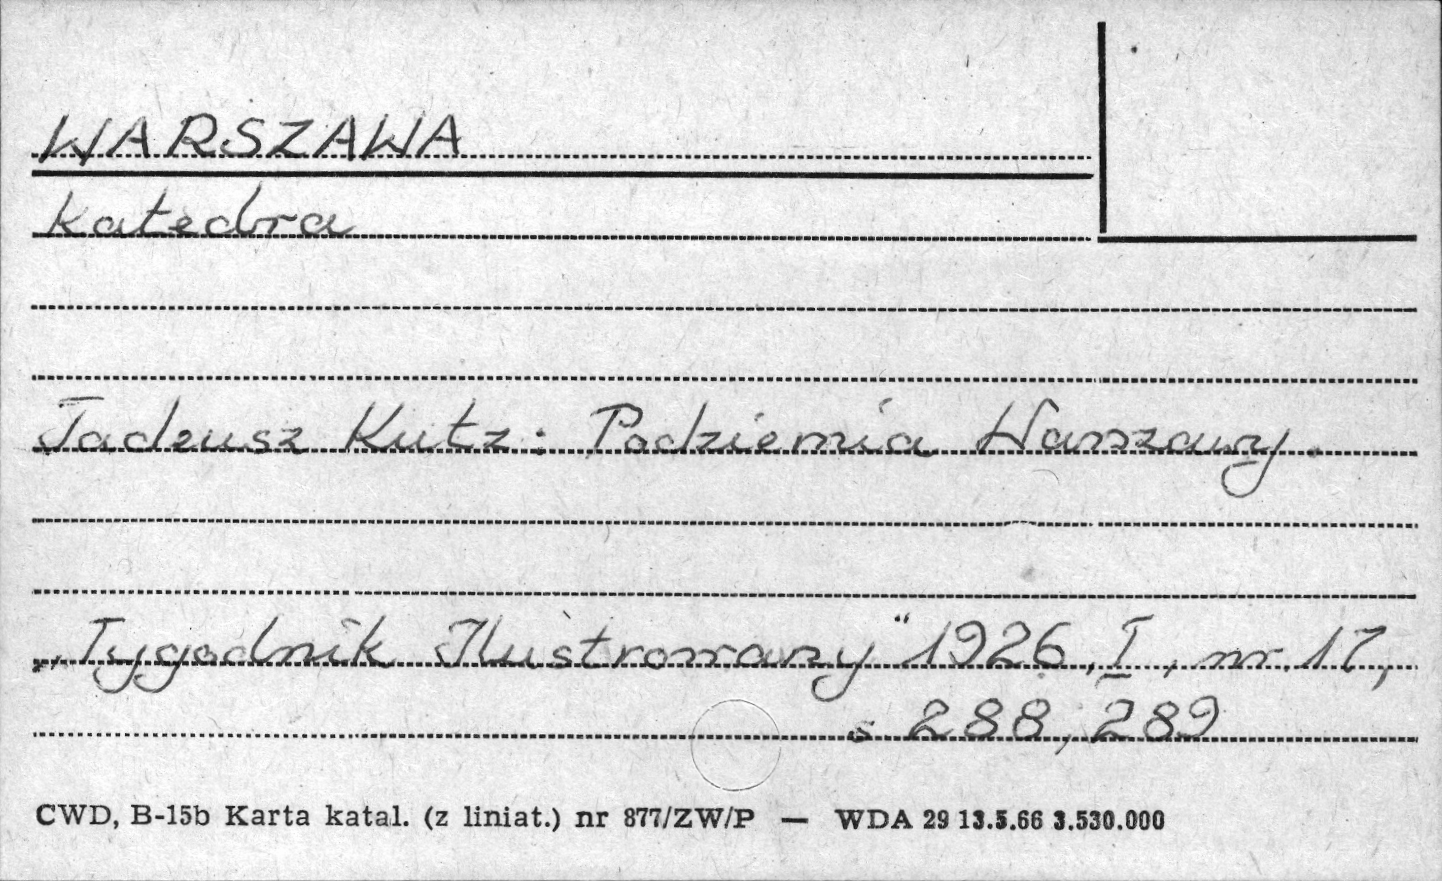 WARSZAWA
Katedra
Tadeusz Kutz: Podziemia Warszawy.
„Tygodnik Ilustrowany“ 1926, I, nr. 17,
s. 288, 289
CWD, B-15b Karta katal. (z liniat.) nr 877/ZW/P — WDA 29 13.5.66 3.530.000